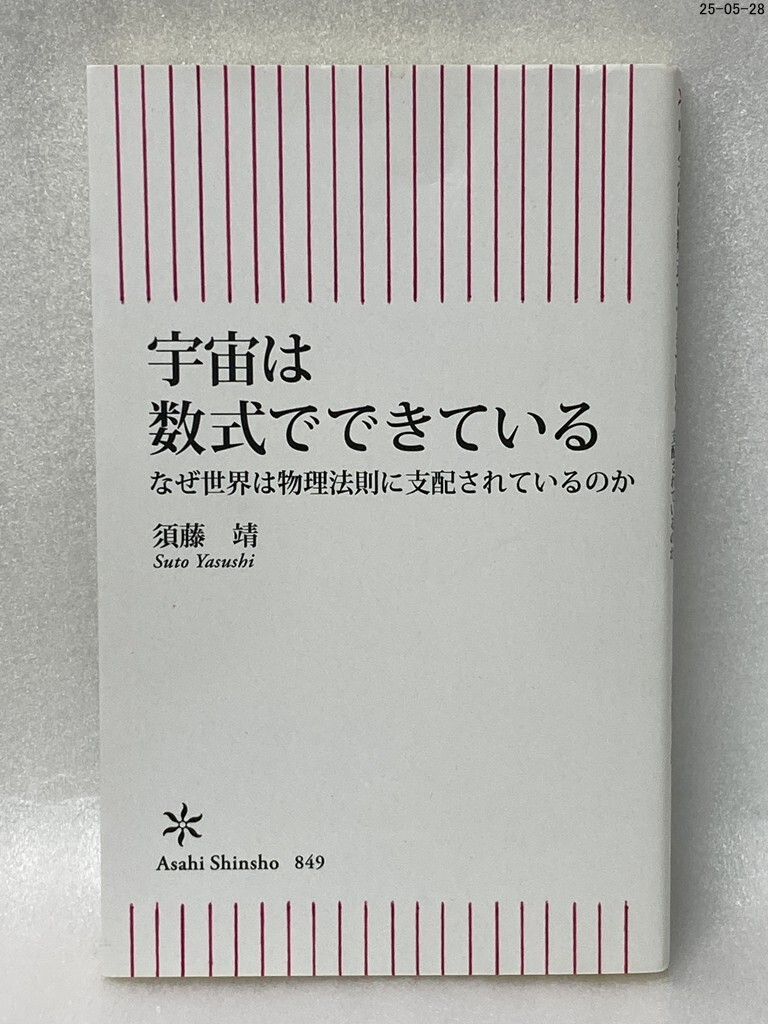 25-05-28
宇宙は
数式でできている
なぜ世界は物理法則に支配されているのか
須藤 靖
Suto Yasushi
Asahi Shinsho 849